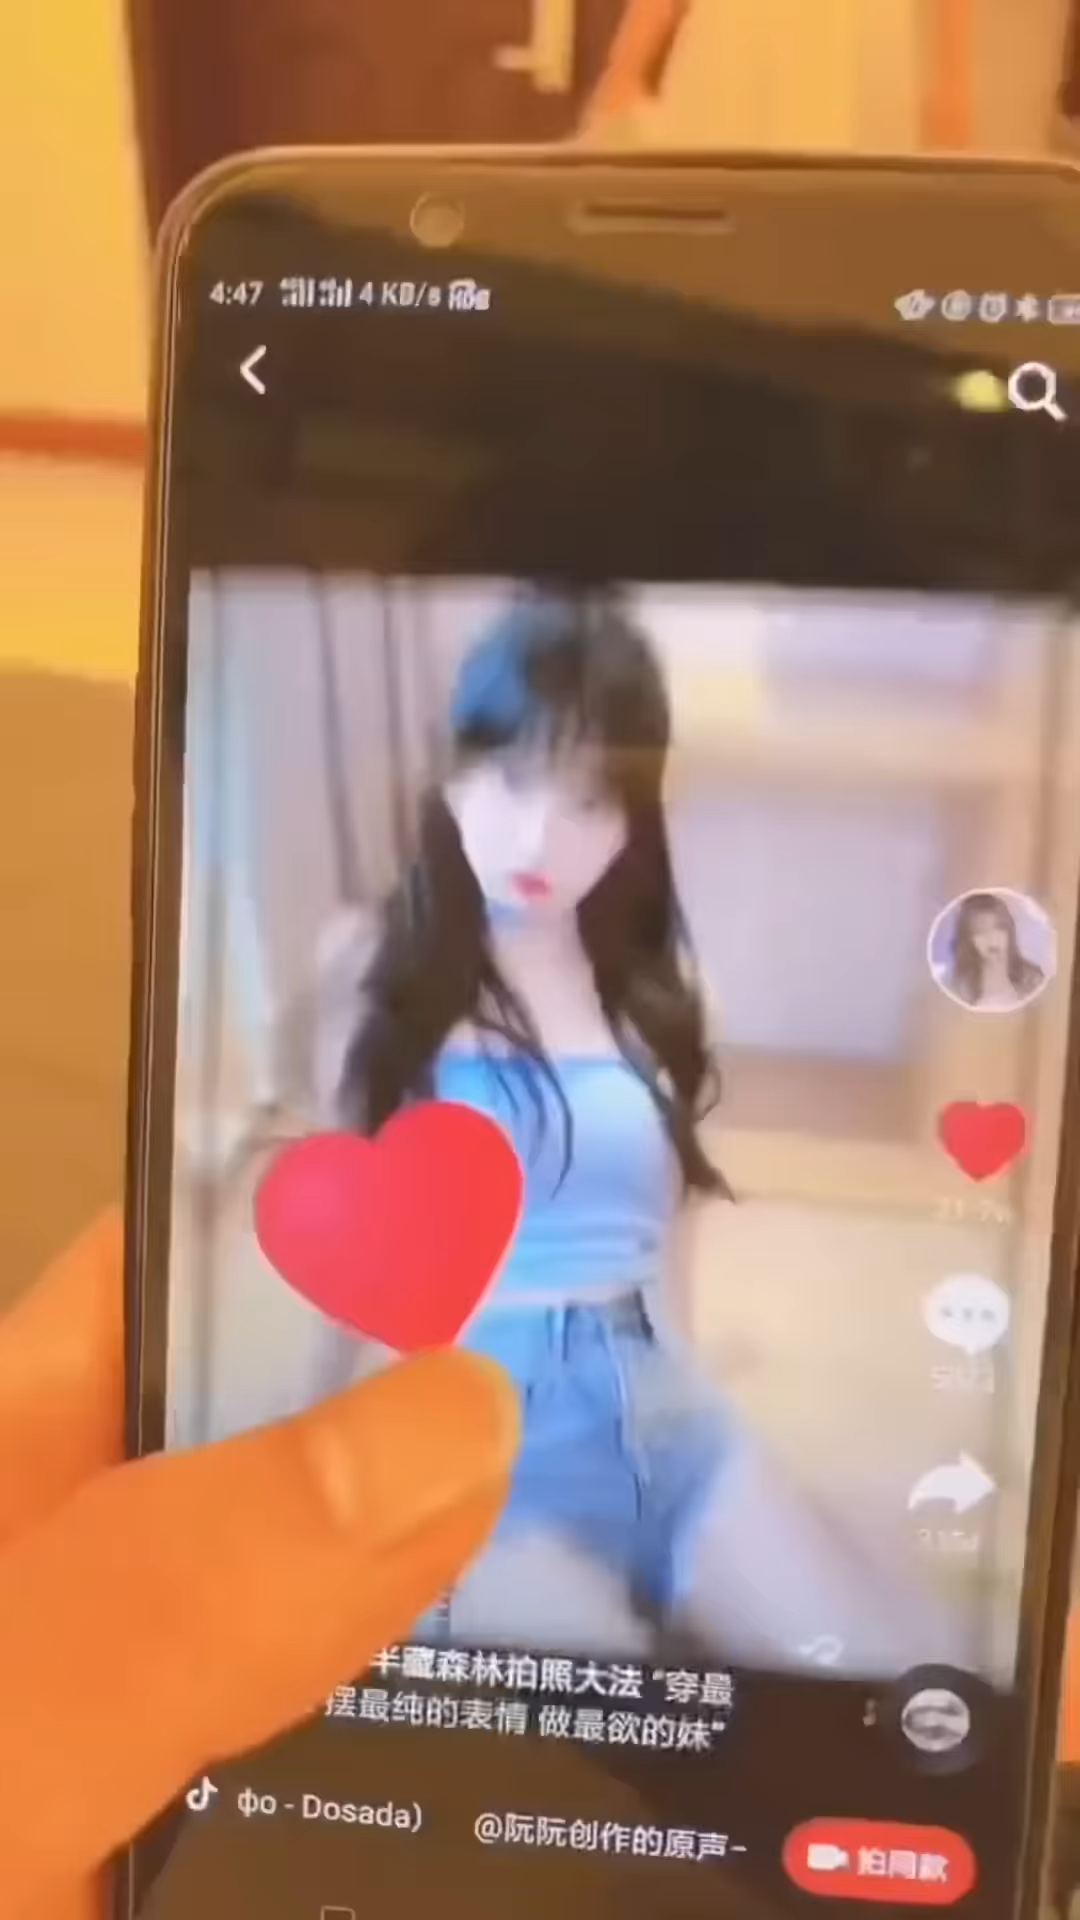 4:47 4 KB/s
半藏森林拍照大法 “穿最
摆最纯的表情 做最欲的妹”
фо - Dosada) @阮阮创作的原声-
拍同款